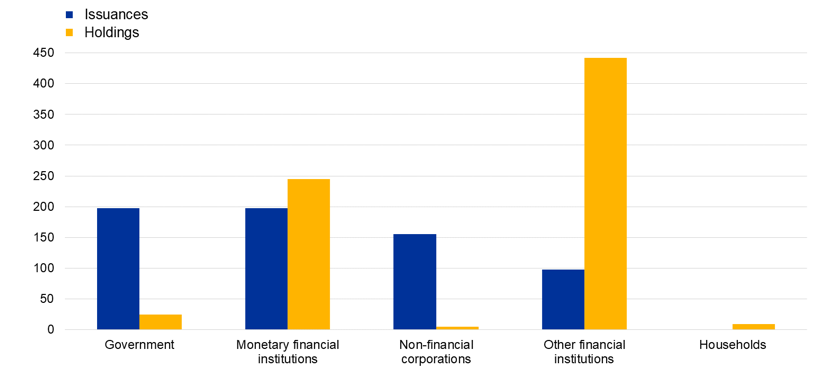 Issuances
Holdings
450
400
350
300
250
200
150
100
50
0
Government
Monetary financial
institutions
Non-financial
corporations
Other financial
institutions
Households